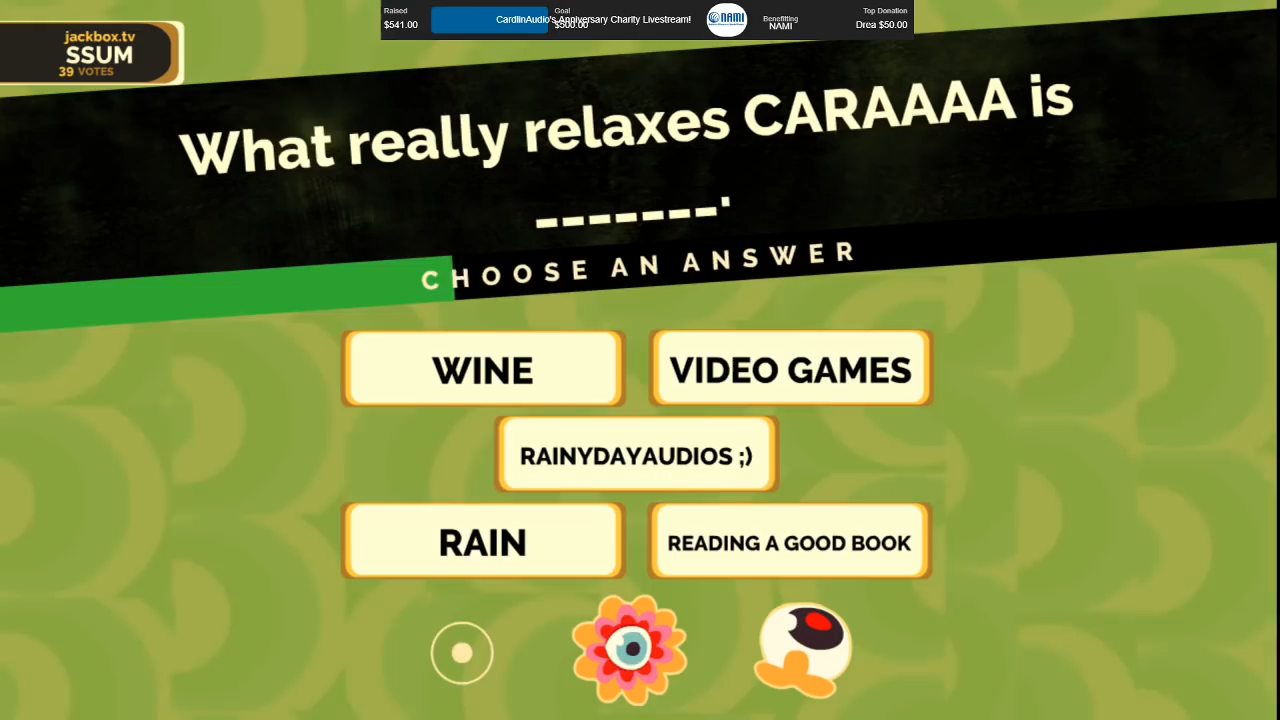 Raised
$541.00
CardlinAudio's Anniversary Charity Livestream!
Goal
$500.00
NAMI
Benefitting
NAMI
Top Donation
Drea $50.00
jackbox.tv
SSUM
39 VOTES
What really relaxes CARAAAA is
_______.
CHOOSE AN ANSWER
WINE
VIDEO GAMES
RAINYDAYAUDIOS ;)
RAIN
READING A GOOD BOOK